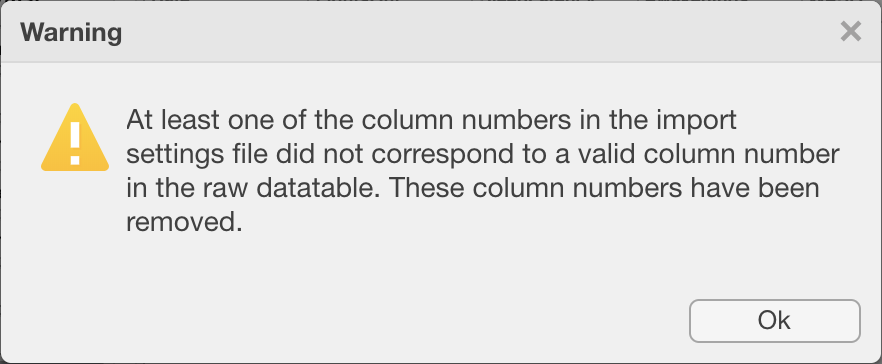 Warning
At least one of the column numbers in the import
settings file did not correspond to a valid column number
in the raw datatable. These column numbers have been
removed.
Ok